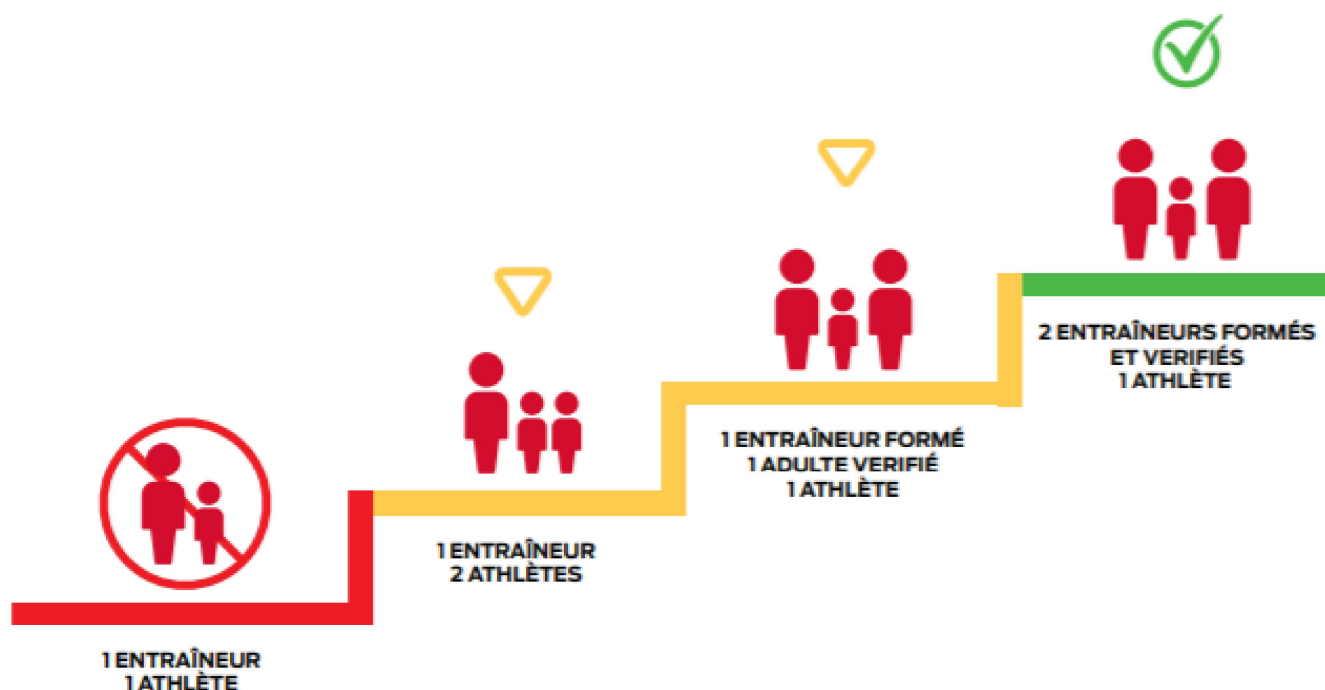 1 ENTRAÎNEUR
1 ATHLÈTE
1 ENTRAÎNEUR
2 ATHLÈTES
1 ENTRAÎNEUR FORMÉ
1 ADULTE VERIFIÉ
1 ATHLÈTE
2 ENTRAÎNEURS FORMÉS
ET VERIFIÉS
1 ATHLÈTE